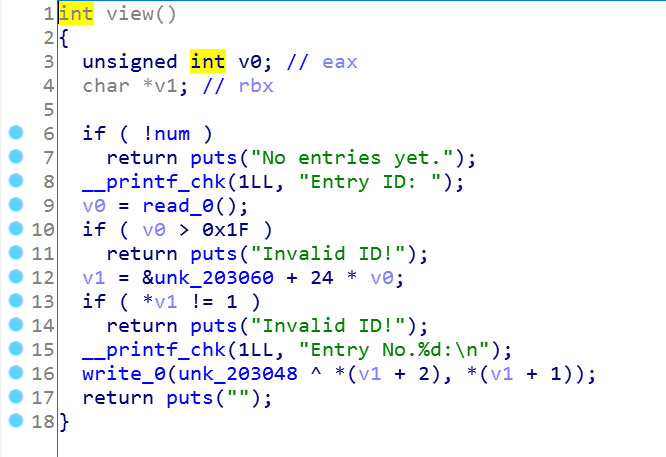 1 int view()
2 {
3 unsigned int v0; // eax
4 char *v1; // rbx
5
6 if ( !num )
7 return puts("No entries yet.");
8 __printf_chk(1LL, "Entry ID: ");
9 v0 = read_0();
10 if ( v0 > 0x1F )
11 return puts("Invalid ID!");
12 v1 = &unk_203060 + 24 * v0;
13 if ( *v1 != 1 )
14 return puts("Invalid ID!");
15 __printf_chk(1LL, "Entry No.%d:\n");
16 write_0(unk_203048 ^ *(v1 + 2), *(v1 + 1));
17 return puts("");
18 }